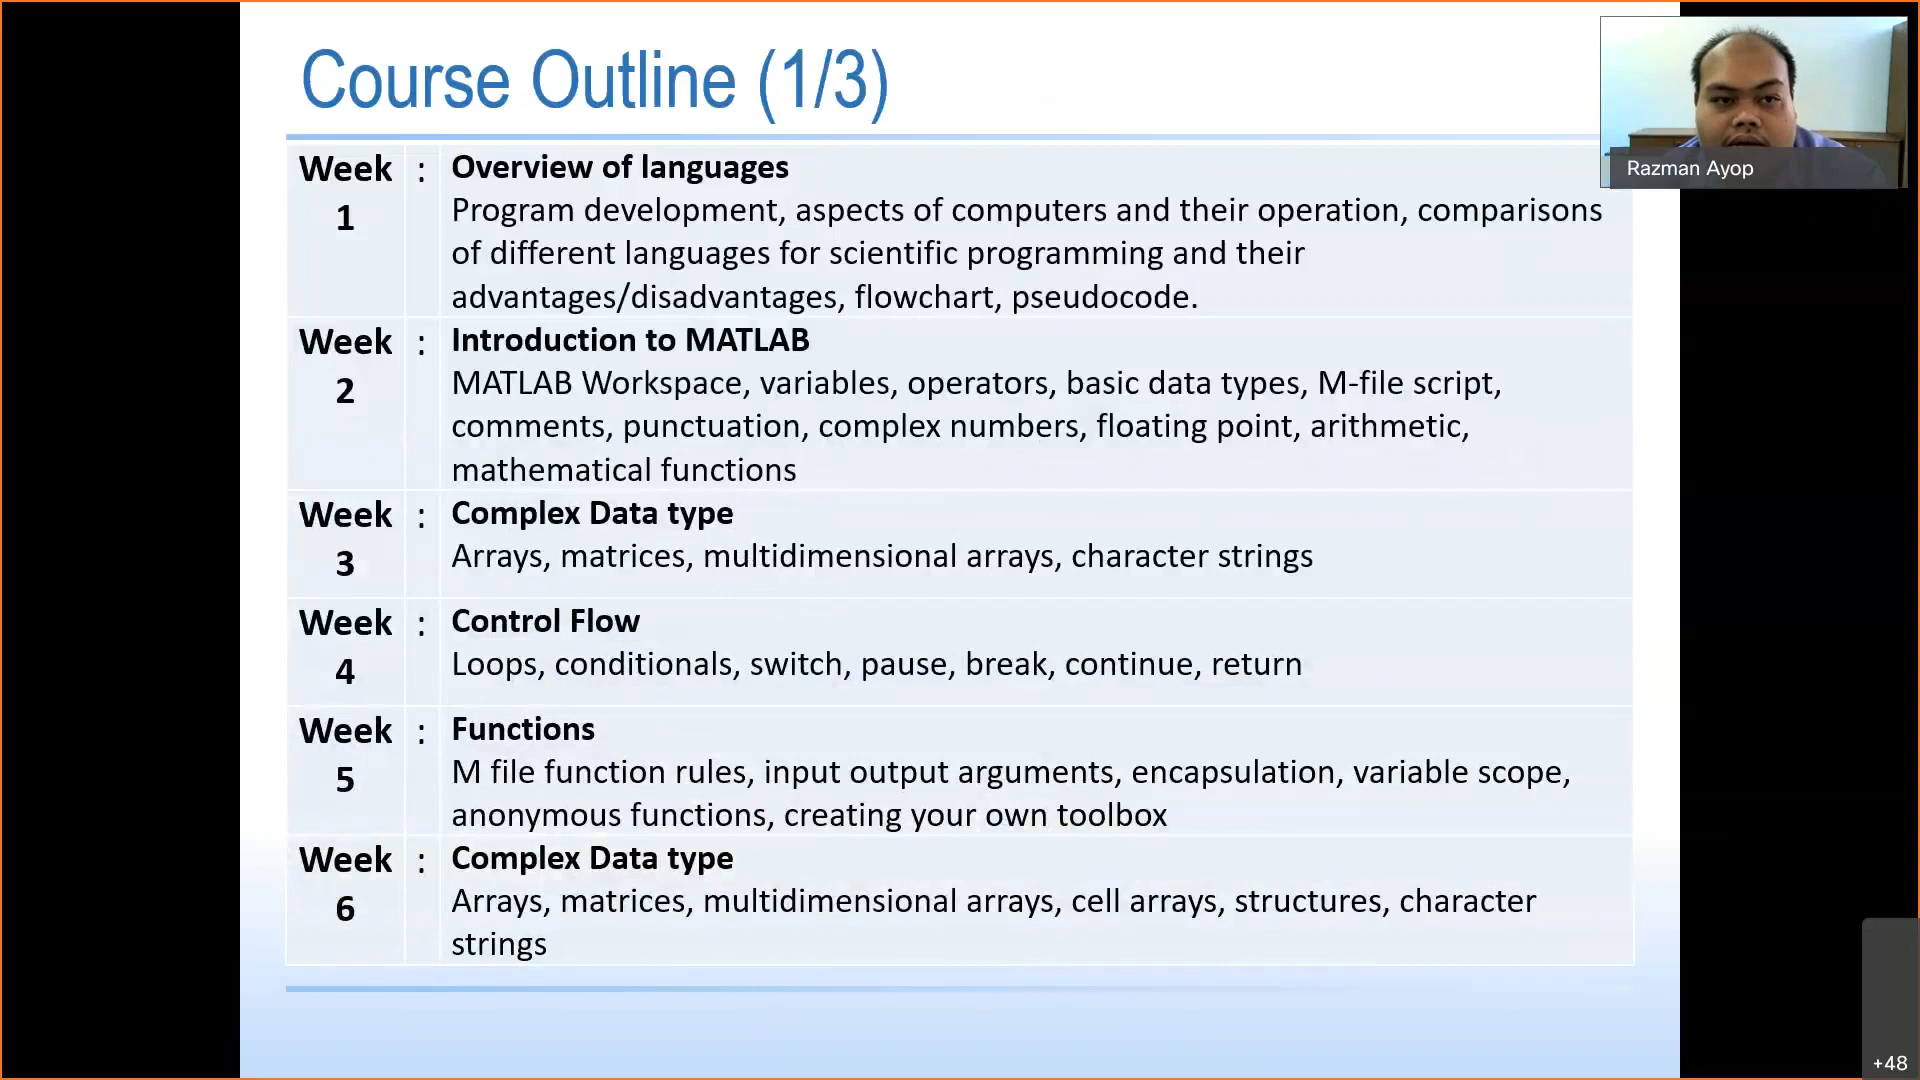 Course Outline (1/3)
Razman Ayop
Week 1 : Overview of languages
Program development, aspects of computers and their operation, comparisons
of different languages for scientific programming and their
advantages/disadvantages, flowchart, pseudocode.
Week 2 : Introduction to MATLAB
MATLAB Workspace, variables, operators, basic data types, M-file script,
comments, punctuation, complex numbers, floating point, arithmetic,
mathematical functions
Week 3 : Complex Data type
Arrays, matrices, multidimensional arrays, character strings
Week 4 : Control Flow
Loops, conditionals, switch, pause, break, continue, return
Week 5 : Functions
M file function rules, input output arguments, encapsulation, variable scope,
anonymous functions, creating your own toolbox
Week 6 : Complex Data type
Arrays, matrices, multidimensional arrays, cell arrays, structures, character
strings
+48